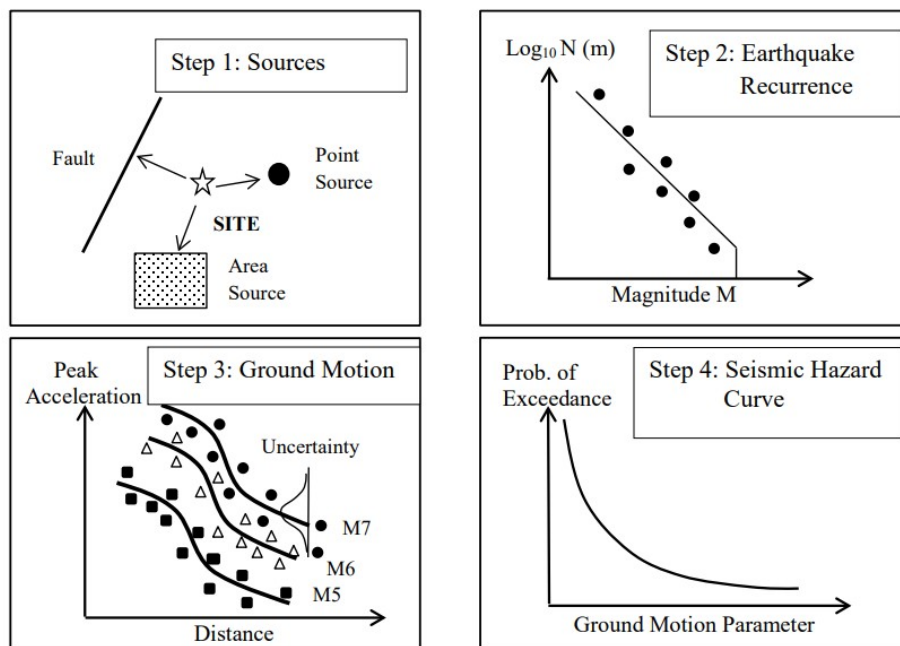 Step 1: Sources
Fault
Point
Source
SITE
Area
Source
Log₁₀ N (m)
Step 2: Earthquake
Recurrence
Magnitude M
Peak
Acceleration
Step 3: Ground Motion
Uncertainty
M7
M6
M5
Distance
Prob. of
Exceedance
Step 4: Seismic Hazard
Curve
Ground Motion Parameter